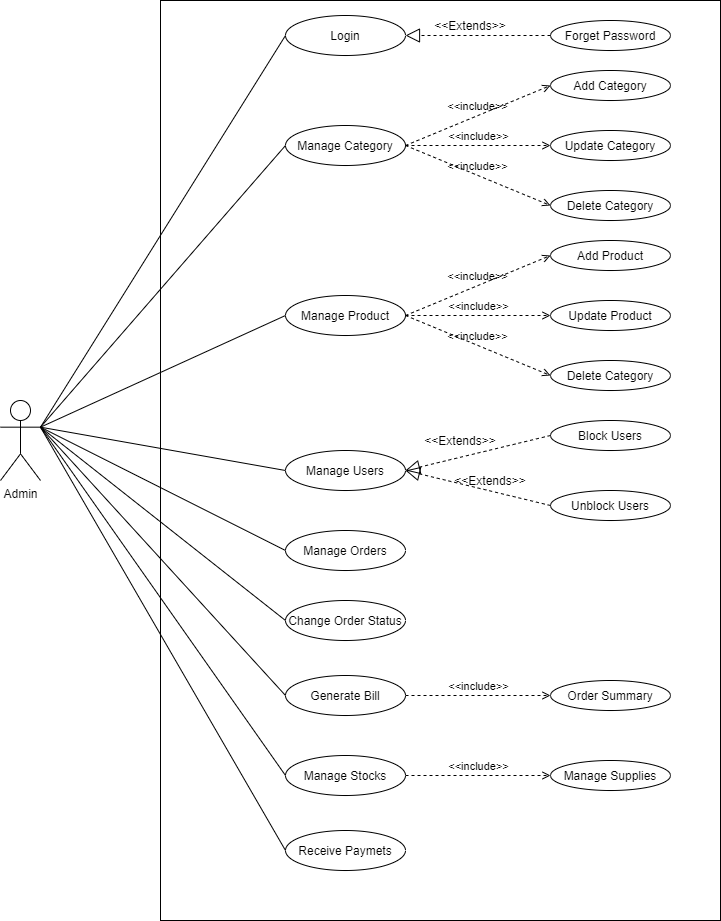 <<Extends>>
Login
Forget Password
Add Category
<<include>>
Manage Category
<<include>>
Update Category
<<include>>
Delete Category
Add Product
<<include>>
Manage Product
<<include>>
Update Product
<<include>>
Delete Category
Block Users
<<Extends>>
Manage Users
<<Extends>>
Admin
Unblock Users
Manage Orders
Change Order Status
Generate Bill
<<include>>
Order Summary
Manage Stocks
<<include>>
Manage Supplies
Receive Paymets